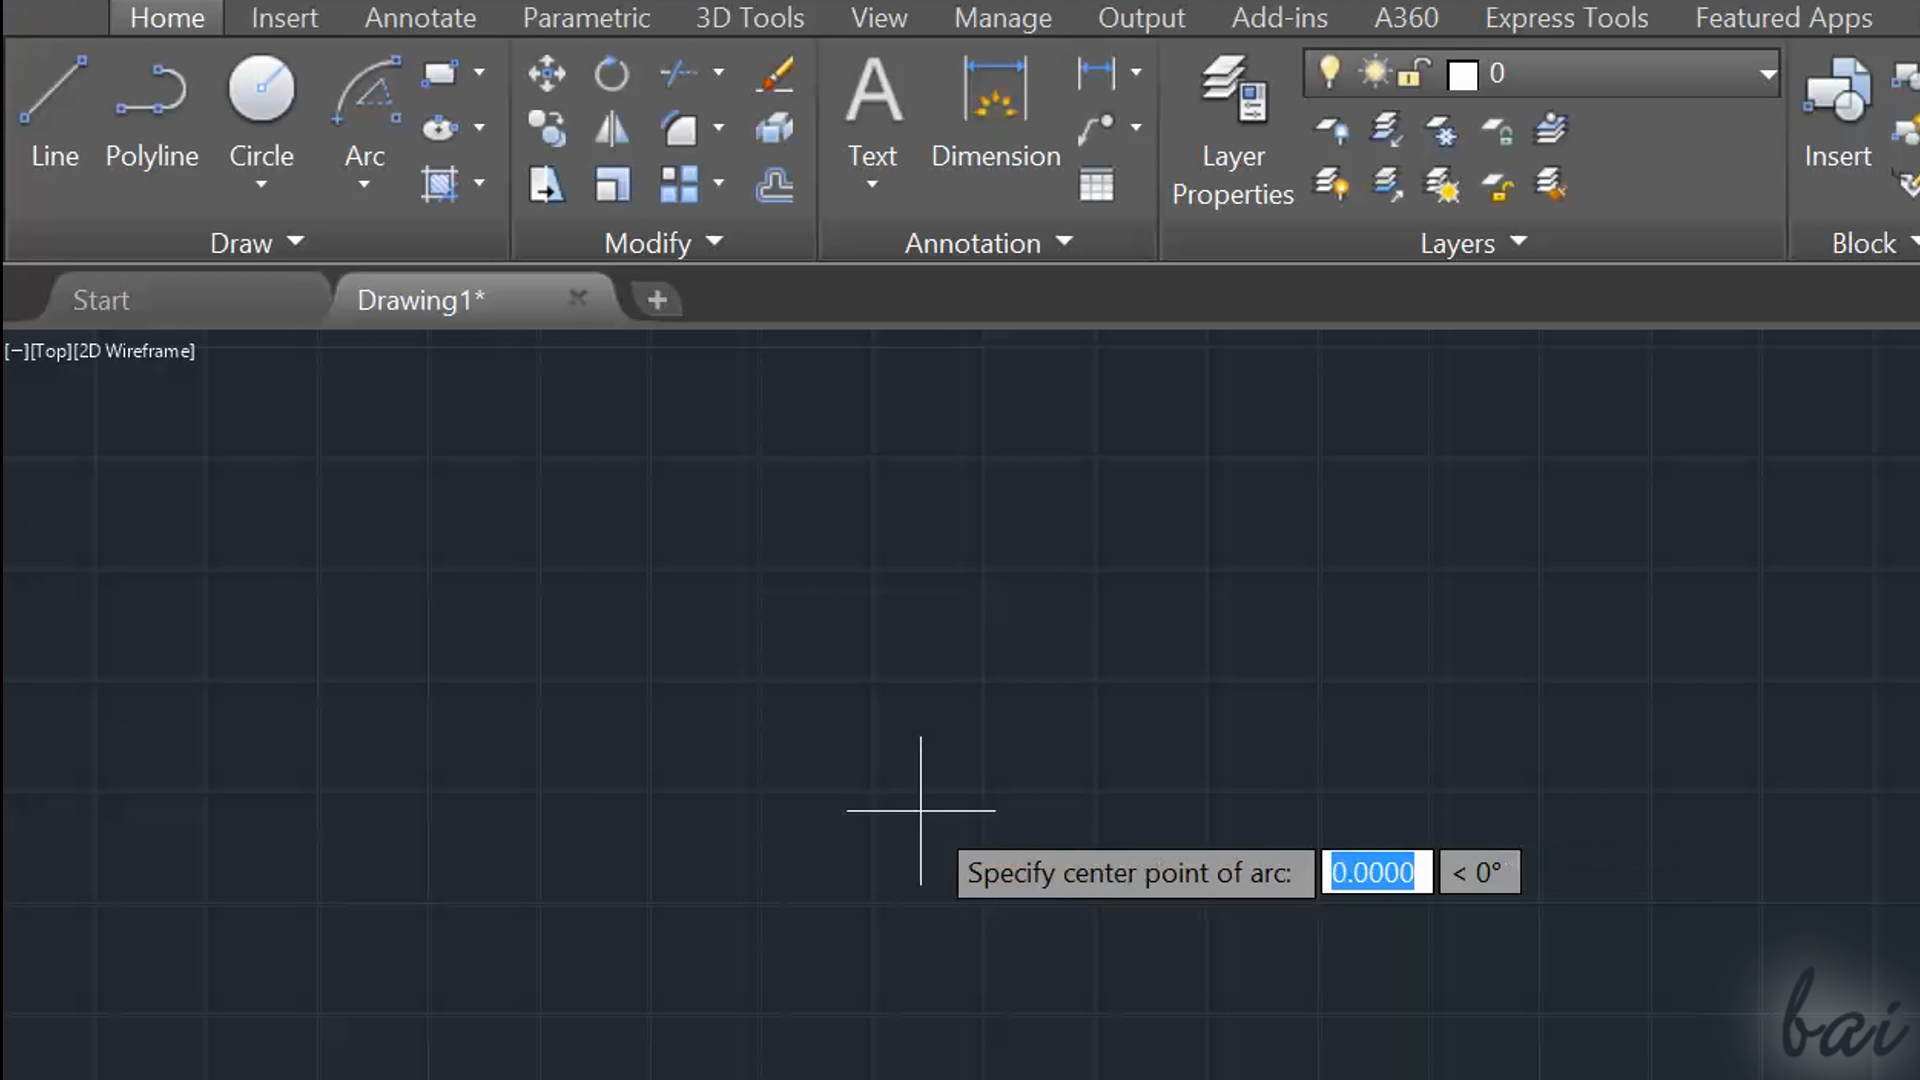 Home Insert Annotate Parametric 3D Tools View Manage Output Add-ins A360 Express Tools Featured Apps
0
Line Polyline Circle Arc Text Dimension Layer Properties Insert
Draw Modify Annotation Layers Block
Start Drawing1*
[−][Top][2D Wireframe]
Specify center point of arc: 0.0000 < 0°
bai